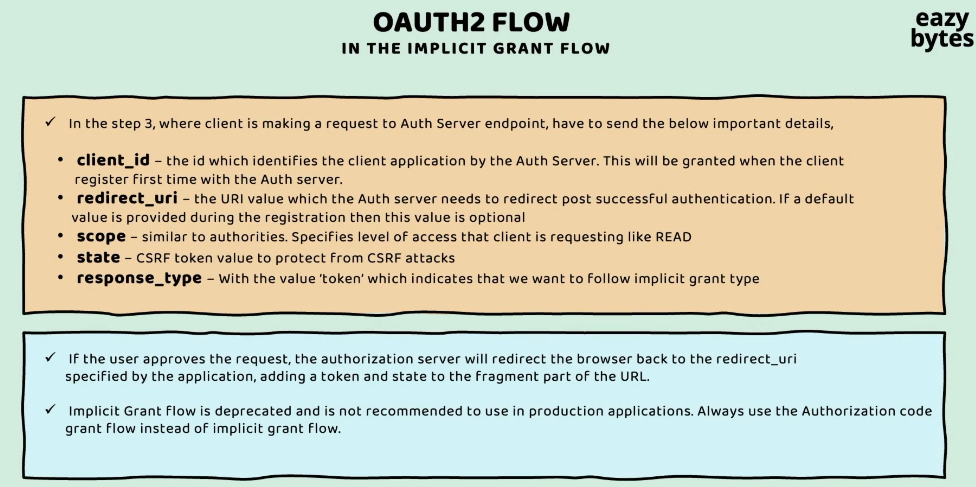 OAUTH2 FLOW
IN THE IMPLICIT GRANT FLOW
eazy
bytes
✓ In the step 3, where client is making a request to Auth Server endpoint, have to send the below important details,
• client_id – the id which identifies the client application by the Auth Server. This will be granted when the client
register first time with the Auth server.
• redirect_uri – the URI value which the Auth server needs to redirect post successful authentication. If a default
value is provided during the registration then this value is optional
• scope – similar to authorities. Specifies level of access that client is requesting like READ
• state – CSRF token value to protect from CSRF attacks
• response_type – With the value ‘token’ which indicates that we want to follow implicit grant type
✓ If the user approves the request, the authorization server will redirect the browser back to the redirect_uri
specified by the application, adding a token and state to the fragment part of the URL.
✓ Implicit Grant flow is deprecated and is not recommended to use in production applications. Always use the Authorization code
grant flow instead of implicit grant flow.